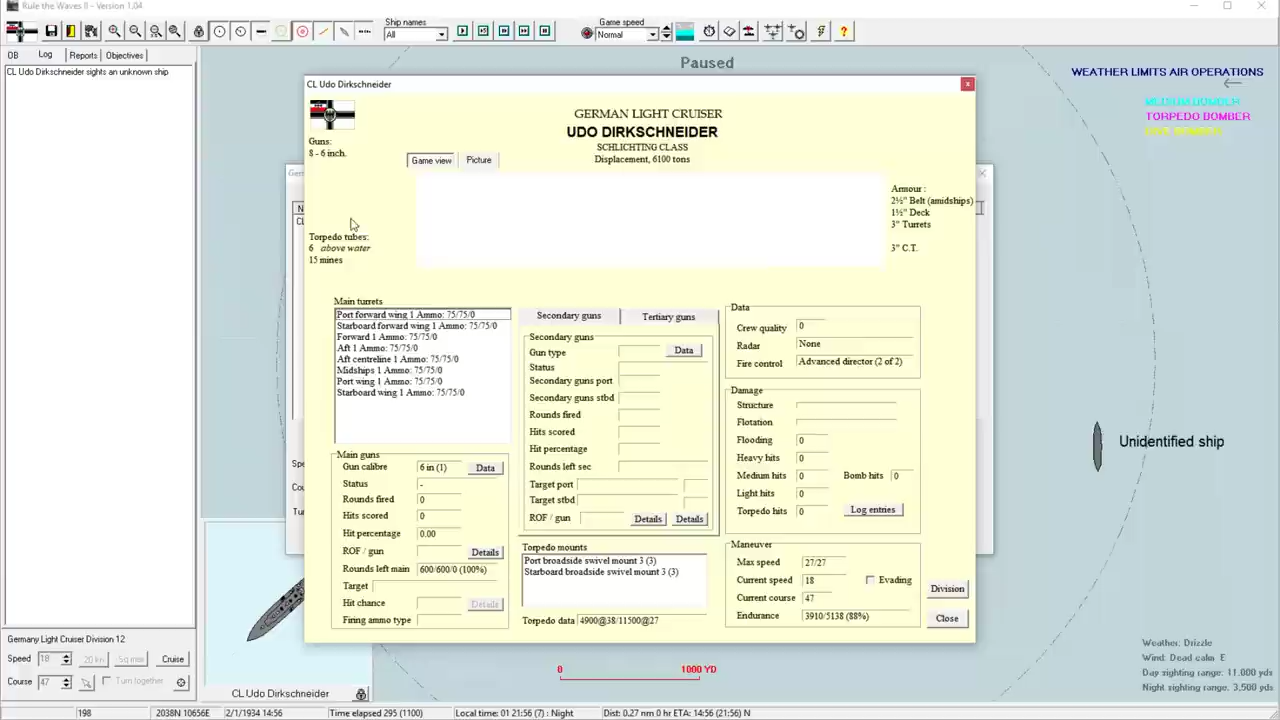 Rule the Waves II - Version 1.04
Ship names
All
Game speed
Normal
OB
Log
Reports
Objectives
CL Udo Dirkschneider sights an unknown ship
Paused
WEATHER LIMITS AIR OPERATIONS
MEDIUM BOMBER
TORPEDO BOMBER
DIVE BOMBER
CL Udo Dirkschneider
GERMAN LIGHT CRUISER
UDO DIRKSCHNEIDER
SCHLICHTING CLASS
Displacement, 6100 tons
Guns:
8 - 6 inch.
Game view
Picture
Torpedo tubes:
6 above water
15 mines
Armour :
2½" Belt (amidships)
1½" Deck
3" Turrets
3" C.T.
Main turrets
Port forward wing 1 Ammo: 75/75/0
Starboard forward wing 1 Ammo: 75/75/0
Forward 1 Ammo: 75/75/0
Aft 1 Ammo: 75/75/0
Aft centreline 1 Ammo: 75/75/0
Midships 1 Ammo: 75/75/0
Port wing 1 Ammo: 75/75/0
Starboard wing 1 Ammo: 75/75/0
Main guns
Gun calibre 6 in (1) Data
Status -
Rounds fired 0
Hits scored 0
Hit percentage 0.00
ROF / gun Details
Rounds left main 600/600/0 (100%)
Target
Hit chance Details
Firing ammo type
Secondary guns
Tertiary guns
Secondary guns
Gun type Data
Status
Secondary guns port
Secondary guns stbd
Rounds fired
Hits scored
Hit percentage
Rounds left sec
Target port
Target stbd
ROF / gun Details Details
Torpedo mounts
Port broadside swivel mount 3 (3)
Starboard broadside swivel mount 3 (3)
Torpedo data 4900@38/11500@27
Data
Crew quality 0
Radar None
Fire control Advanced director (2 of 2)
Damage
Structure
Flotation
Flooding 0
Heavy hits 0
Medium hits 0 Bomb hits 0
Light hits 0
Torpedo hits 0 Log entries
Maneuver
Max speed 27/27
Current speed 18 Evading
Current course 47
Endurance 3910/5138 (88%)
Division
Close
Unidentified ship
Germany Light Cruiser Division 12
Speed 18 20 kn Sq max Cruise
Course 47 Turn together
CL Udo Dirkschneider
0 1000 YD
Weather: Drizzle
Wind: Dead calm E
Day sighting range: 11,000 yds
Night sighting range: 3,500 yds
198 2038N 10656E 2/1/1934 14:56 Time elapsed 295 (1100) Local time: 01 21:56 (7) : Night Dist: 0.27 nm 0 hr ETA: 14:56 (21:56) N